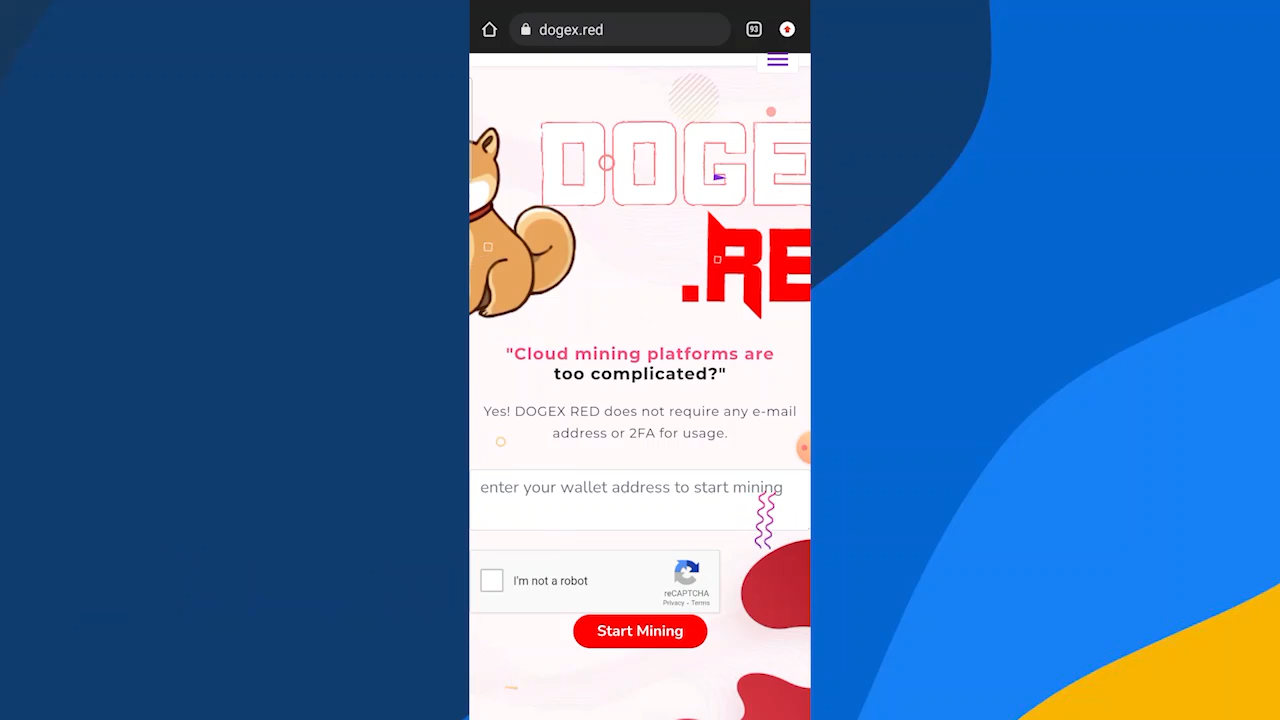 dogex.red
93
DOGE
.RE
"Cloud mining platforms are
too complicated?"
Yes! DOGEX RED does not require any e-mail
address or 2FA for usage.
enter your wallet address to start mining
I'm not a robot
reCAPTCHA
Privacy - Terms
Start Mining